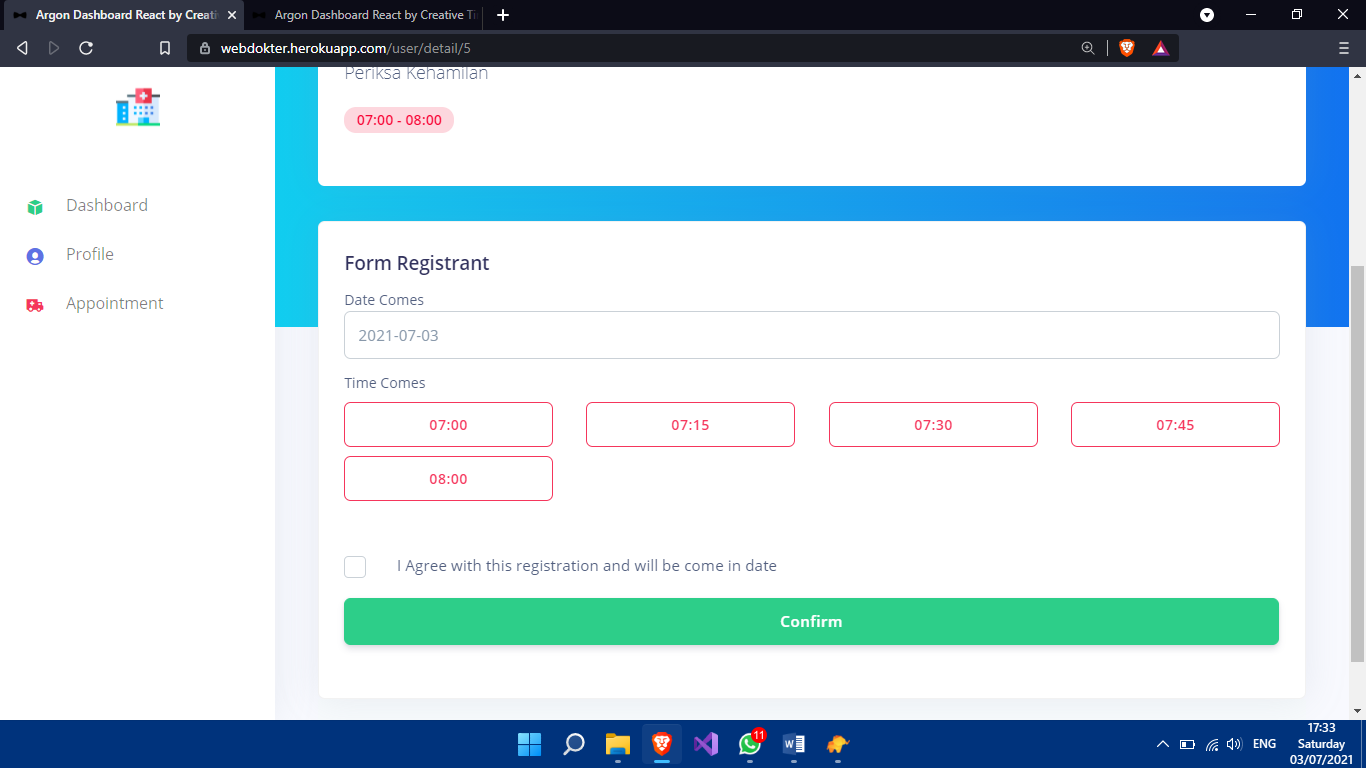 Argon Dashboard React by Creati
Argon Dashboard React by Creative Ti
webdokter.herokuapp.com/user/detail/5
Dashboard
Profile
Appointment
Periksa Kehamilan
07:00 - 08:00
Form Registrant
Date Comes
2021-07-03
Time Comes
07:00 07:15 07:30 07:45
08:00
I Agree with this registration and will be come in date
Confirm
11
ENG
17:33
Saturday
03/07/2021